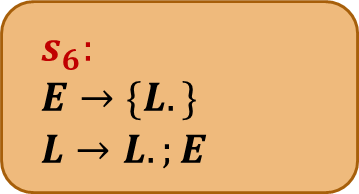 s₆:
E → {L.}
L → L.; E